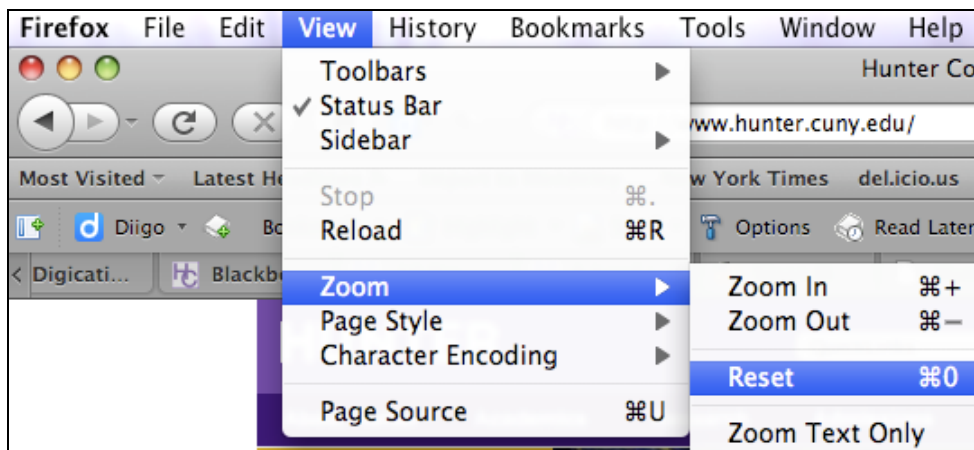 Firefox File Edit View History Bookmarks Tools Window Help
Hunter Co
www.hunter.cuny.edu/
Most Visited Latest He w York Times del.icio.us
Diigo Bo Options Read Later
< Digicati... Blackbo
Toolbars
✓ Status Bar
Sidebar
Stop ⌘.
Reload ⌘R
Zoom
Page Style
Character Encoding
Page Source ⌘U
Zoom In ⌘+
Zoom Out ⌘−
Reset ⌘0
Zoom Text Only